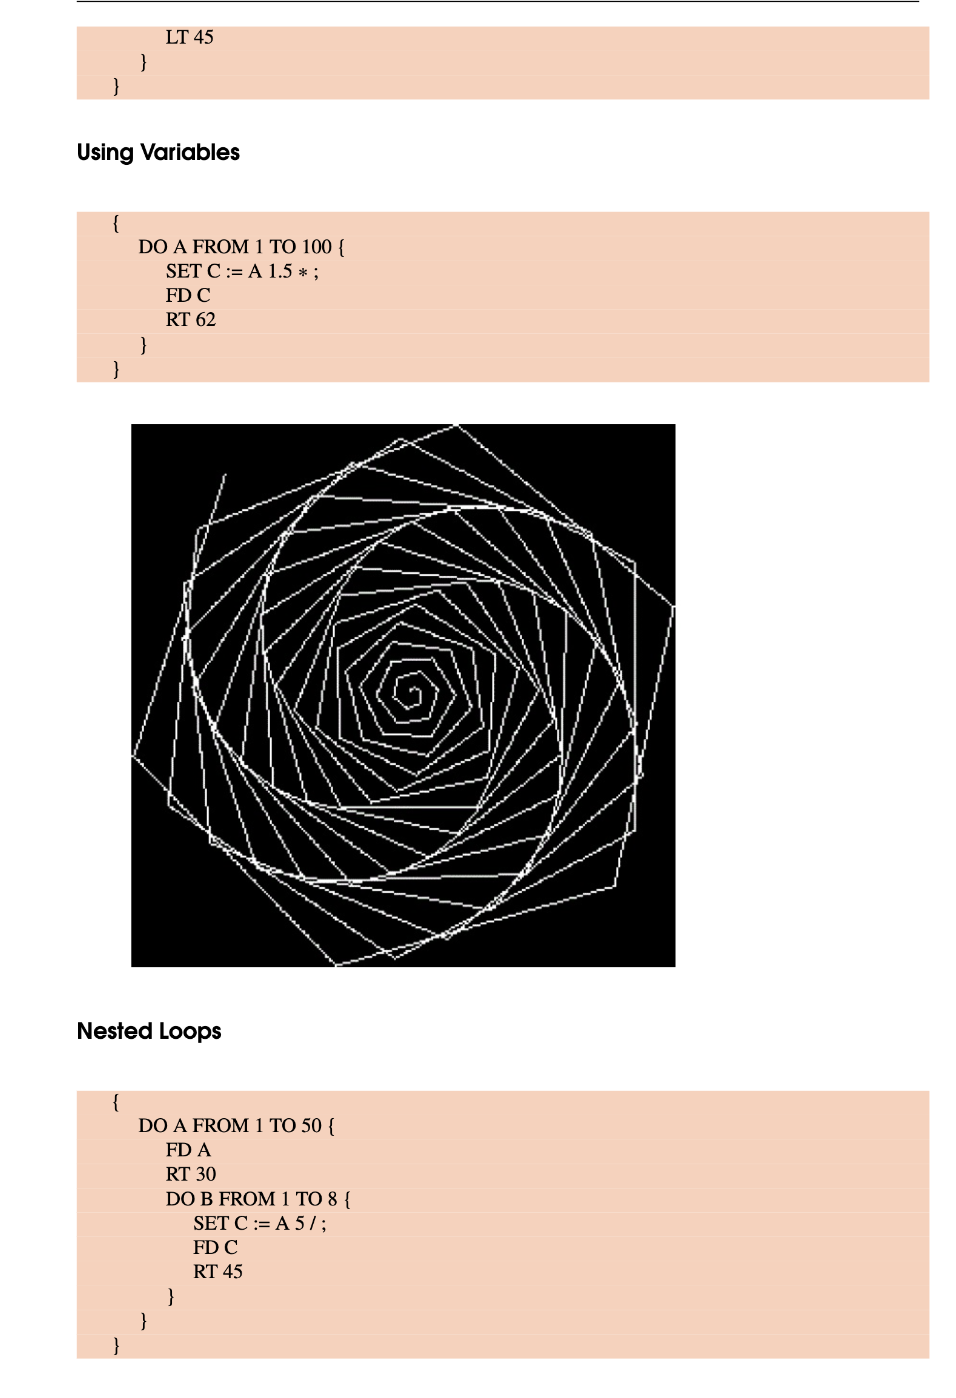 LT 45
}
}
Using Variables
{
DO A FROM 1 TO 100 {
SET C := A 1.5 * ;
FD C
RT 62
}
}
Nested Loops
{
DO A FROM 1 TO 50 {
FD A
RT 30
DO B FROM 1 TO 8 {
SET C := A 5 / ;
FD C
RT 45
}
}
}